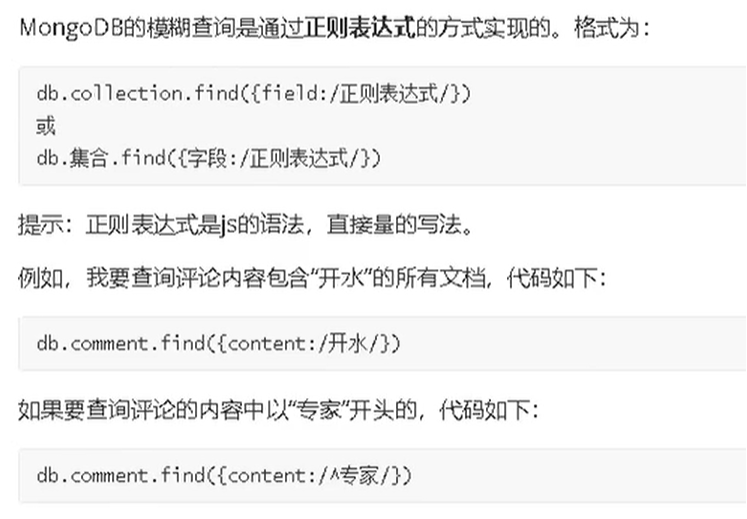 MongoDB的模糊查询是通过正则表达式的方式实现的。格式为：
db.collection.find({field:/正则表达式/})
或
db.集合.find({字段:/正则表达式/})
提示：正则表达式是js的语法，直接量的写法。
例如，我要查询评论内容包含“开水”的所有文档，代码如下：
db.comment.find({content:/开水/})
如果要查询评论的内容中以“专家”开头的，代码如下：
db.comment.find({content:/^专家/})